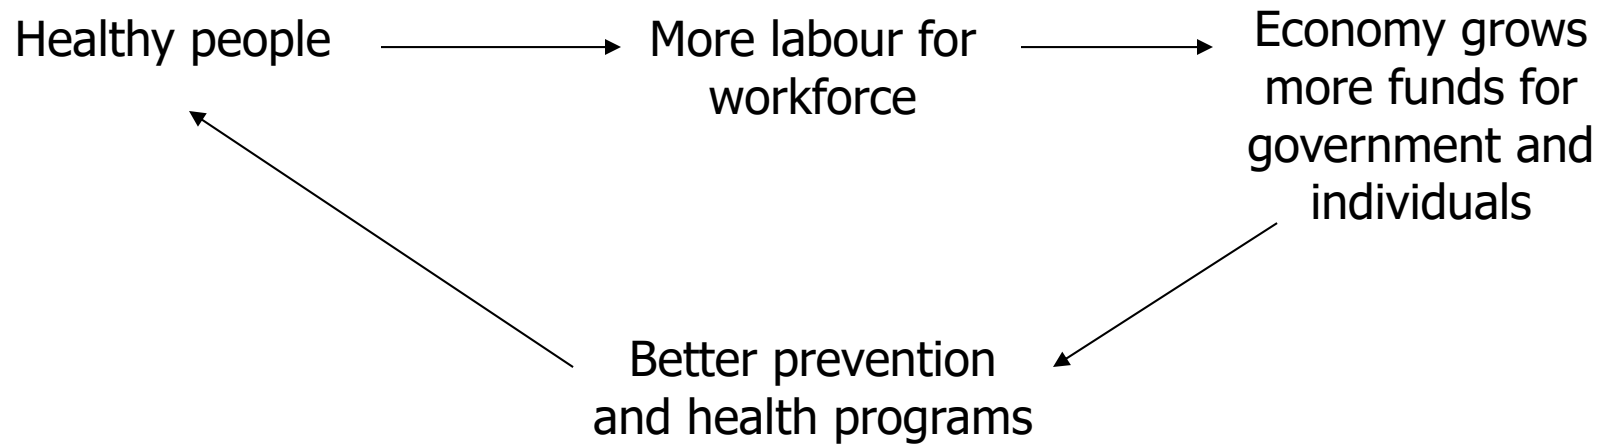 Healthy people
More labour for
workforce
Economy grows
more funds for
government and
individuals
Better prevention
and health programs